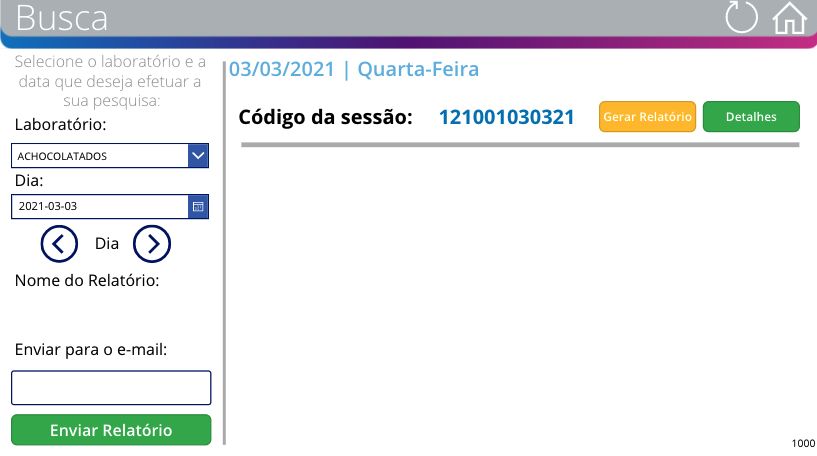 Busca
Selecione o laboratório e a
data que deseja efetuar a
sua pesquisa:
Laboratório:
ACHOCOLATADOS
Dia:
2021-03-03
Dia
Nome do Relatório:
Enviar para o e-mail:
Enviar Relatório
03/03/2021 | Quarta-Feira
Código da sessão: 121001030321 Gerar Relatório Detalhes
1000